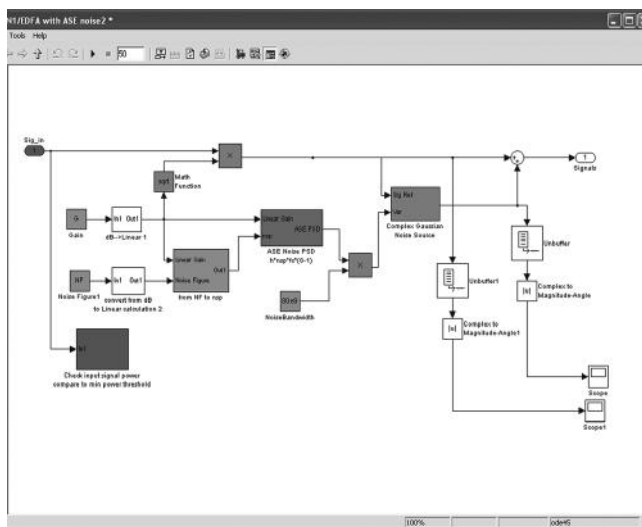 N1/EDFA with ASE noise2 *
Tools Help
50
Sig_in
1
×
Math
Function
sqrt
1
Signals
G
Gain
In1 Out1
dB-->Linear 1
Linear Gain
nsp
ASE PSD
ASE Noise PSD
h*nsp*fc*(G-1)
Sig Ref
Var
Complex Gaussian
Noise Source
NF
Noise Figure1
In1 Out1
convert from dB
to Linear calculation 2
Linear Gain
Noise Figure
Out1
from NF to nsp
×
80e9
NoiseBandwidth
Unbuffer
Unbuffer1
|u|
Complex to
Magnitude-Angle
|u|
Complex to
Magnitude-Angle1
In1
Check input signal power
compare to min power threshold
Scope
Scope1
100%
ode45